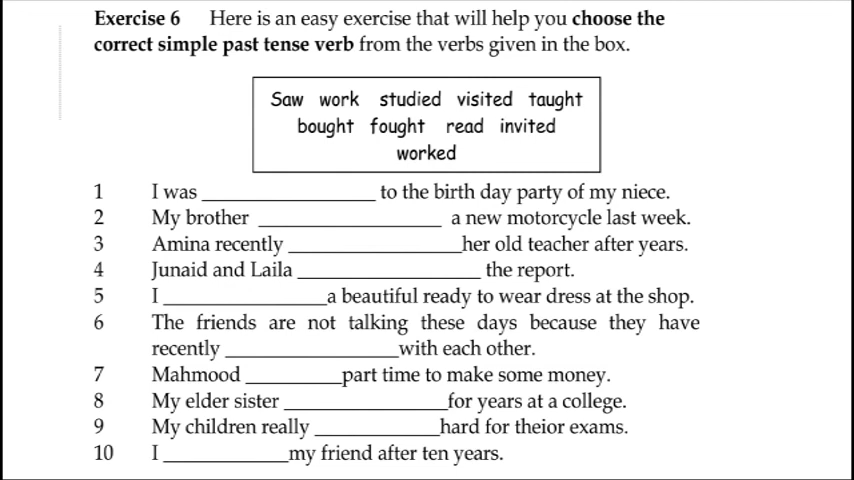 Exercise 6 Here is an easy exercise that will help you choose the
correct simple past tense verb from the verbs given in the box.
Saw work studied visited taught
bought fought read invited
worked
1 I was _________________ to the birth day party of my niece.
2 My brother __________________ a new motorcycle last week.
3 Amina recently _________________her old teacher after years.
4 Junaid and Laila __________________ the report.
5 I ________________a beautiful ready to wear dress at the shop.
6 The friends are not talking these days because they have
recently _________________with each other.
7 Mahmood _________part time to make some money.
8 My elder sister ________________for years at a college.
9 My children really ____________hard for theior exams.
10 I ____________my friend after ten years.